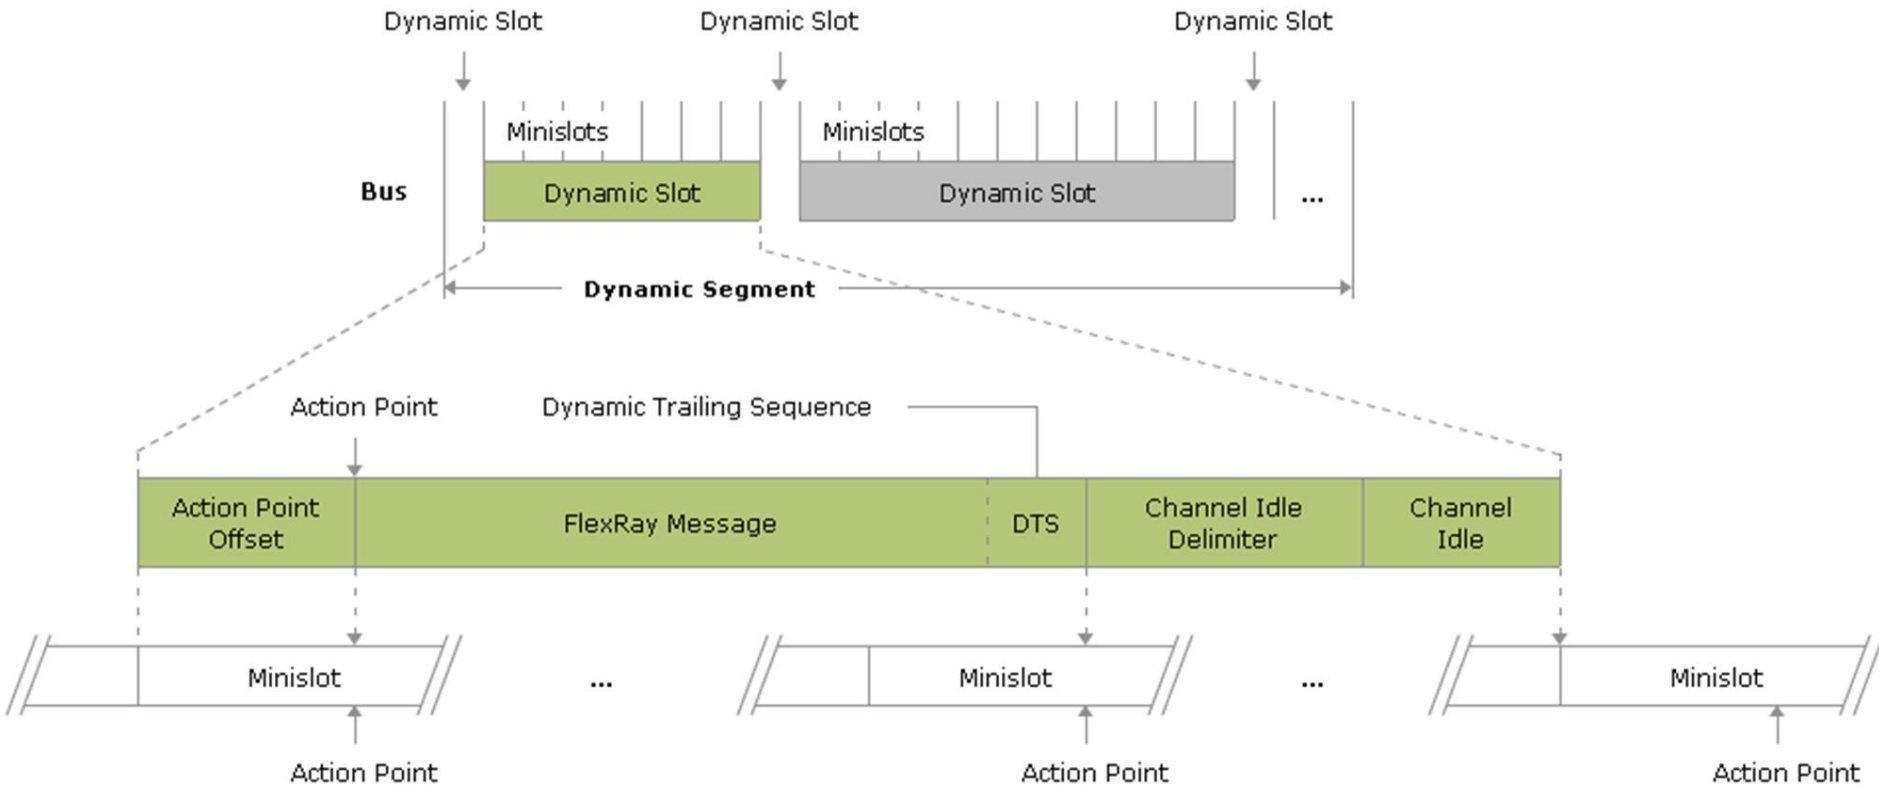 Dynamic Slot
Dynamic Slot
Dynamic Slot
Minislots
Minislots
Bus
Dynamic Slot
Dynamic Slot
...
Dynamic Segment
Action Point
Dynamic Trailing Sequence
Action Point
Offset
FlexRay Message
DTS
Channel Idle
Delimiter
Channel
Idle
Minislot
...
Minislot
...
Minislot
Action Point
Action Point
Action Point